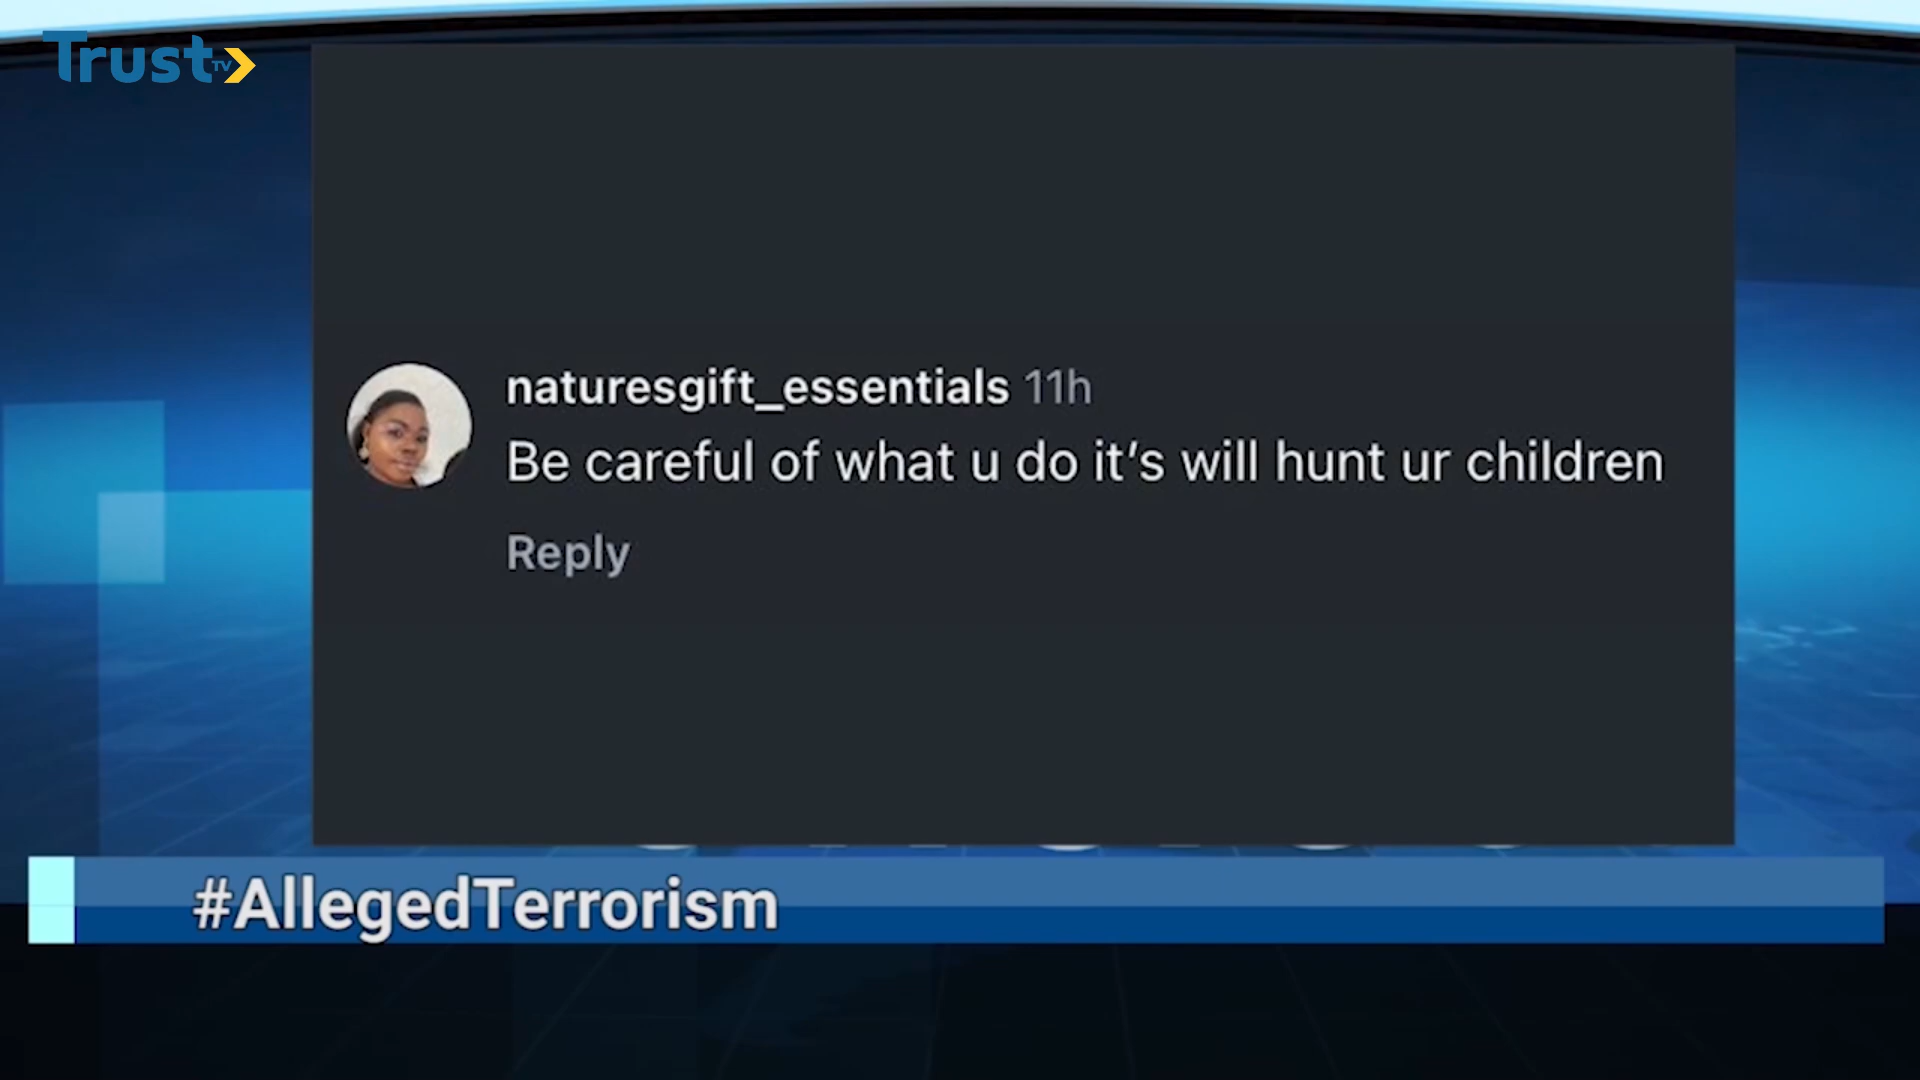 Trust TV
naturesgift_essentials 11h
Be careful of what u do it’s will hunt ur children
Reply
#AllegedTerrorism